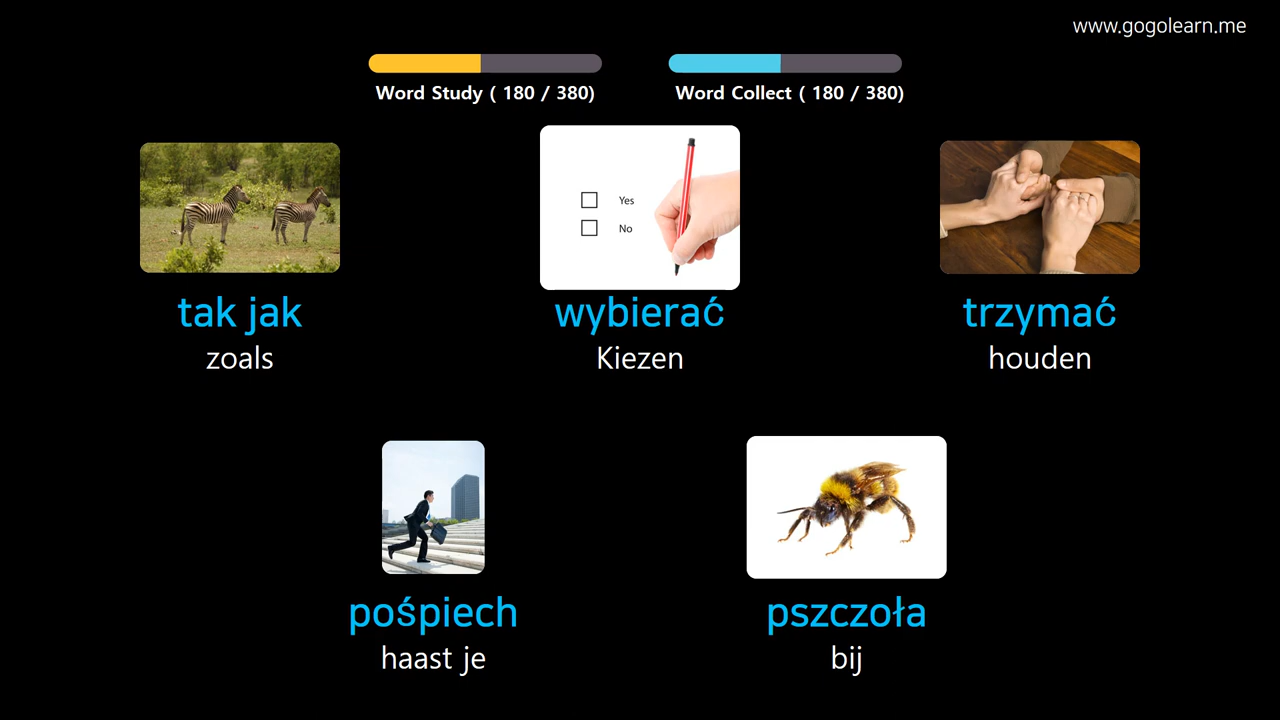 www.gogolearn.me
Word Study ( 180 / 380)
Word Collect ( 180 / 380)
Yes
No
tak jak
zoals
wybierać
Kiezen
trzymać
houden
pośpiech
haast je
pszczoła
bij